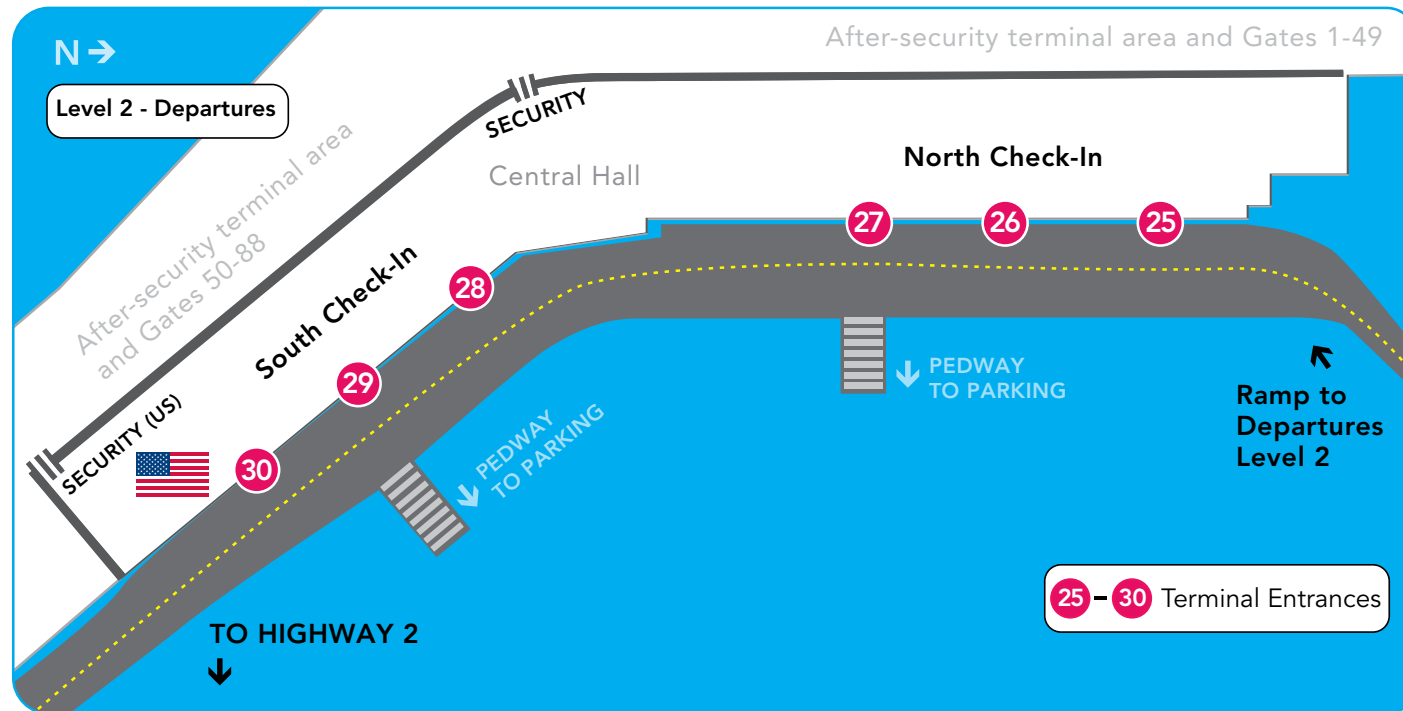 After-security terminal area and Gates 1-49
N
Level 2 - Departures
SECURITY
North Check-In
Central Hall
After-security terminal area
and Gates 50-88
South Check-In
27
26
25
28
29
30
SECURITY (US)
PEDWAY
TO PARKING
PEDWAY
TO PARKING
Ramp to
Departures
Level 2
25 - 30 Terminal Entrances
TO HIGHWAY 2